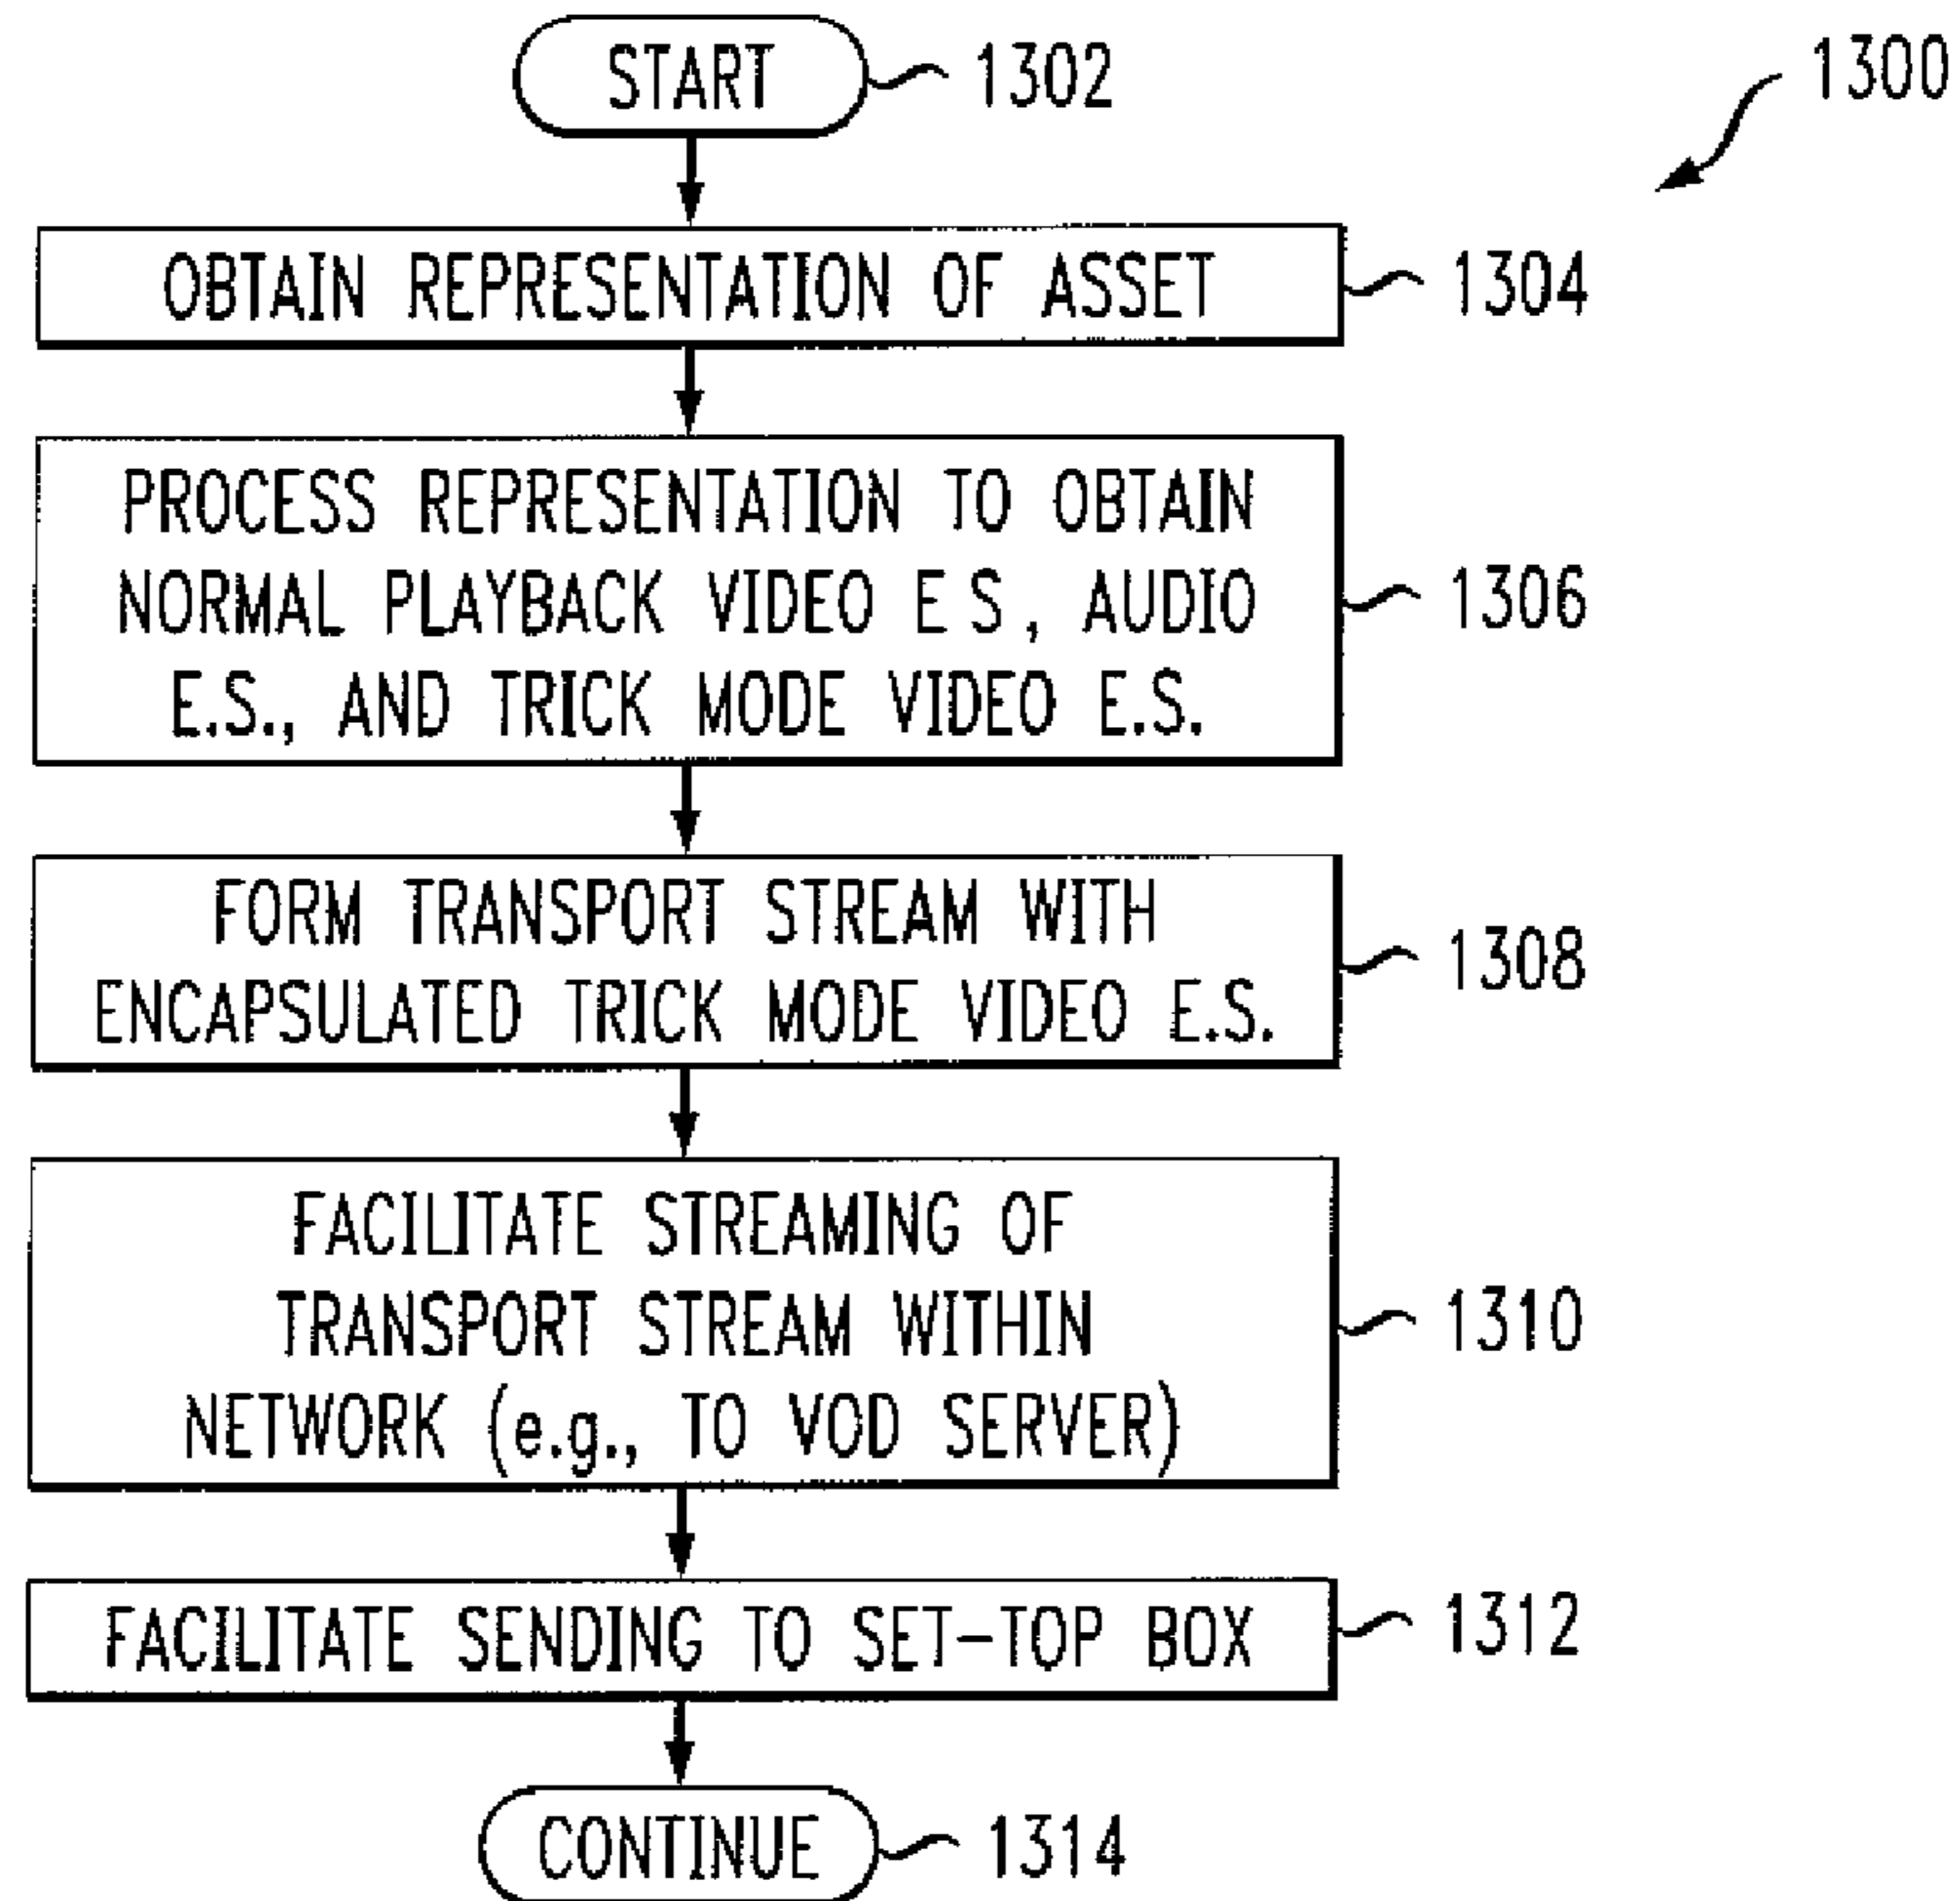 START
1302
1300
OBTAIN REPRESENTATION OF ASSET
1304
PROCESS REPRESENTATION TO OBTAIN
NORMAL PLAYBACK VIDEO E S , AUDIO
E.S., AND TRICK MODE VIDEO E.S.
1306
FORM TRANSPORT STREAM WITH
ENCAPSULATED TRICK MODE VIDEO E.S.
1308
FACILITATE STREAMING OF
TRANSPORT STREAM WITHIN
NETWORK (e.g., TO VOD SERVER)
1310
FACILITATE SENDING TO SET-TOP BOX
1312
CONTINUE
1314